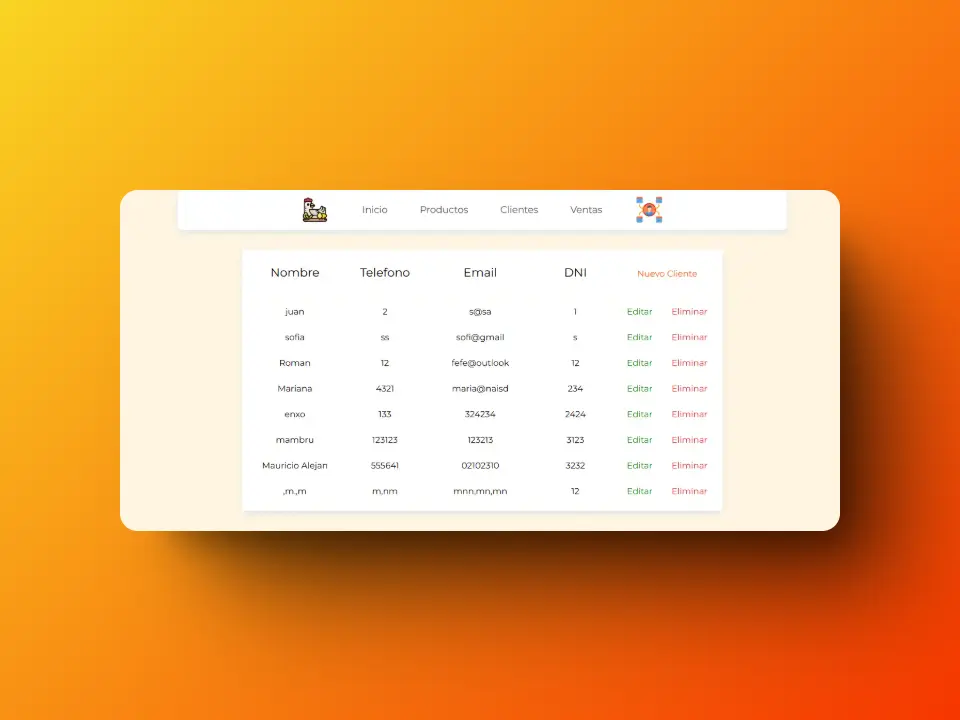 Inicio Productos Clientes Ventas
Nombre Telefono Email DNI Nuevo Cliente
juan 2 s@sa 1 Editar Eliminar
sofia ss sofi@gmail s Editar Eliminar
Roman 12 fefe@outlook 12 Editar Eliminar
Mariana 4321 maria@naisd 234 Editar Eliminar
enxo 133 324234 2424 Editar Eliminar
mambru 123123 123213 3123 Editar Eliminar
Mauricio Alejan 555641 02102310 3232 Editar Eliminar
,m.,m m,nm mnn,mn,mn 12 Editar Eliminar